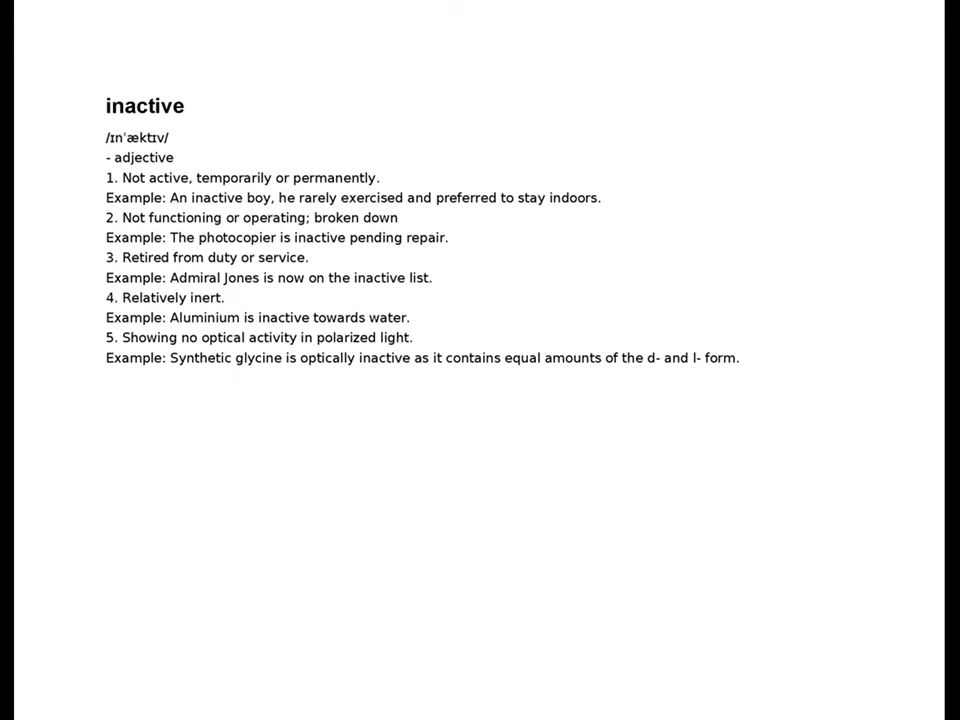 inactive
/ɪnˈæktɪv/
- adjective
1. Not active, temporarily or permanently.
Example: An inactive boy, he rarely exercised and preferred to stay indoors.
2. Not functioning or operating; broken down
Example: The photocopier is inactive pending repair.
3. Retired from duty or service.
Example: Admiral Jones is now on the inactive list.
4. Relatively inert.
Example: Aluminium is inactive towards water.
5. Showing no optical activity in polarized light.
Example: Synthetic glycine is optically inactive as it contains equal amounts of the d- and l- form.